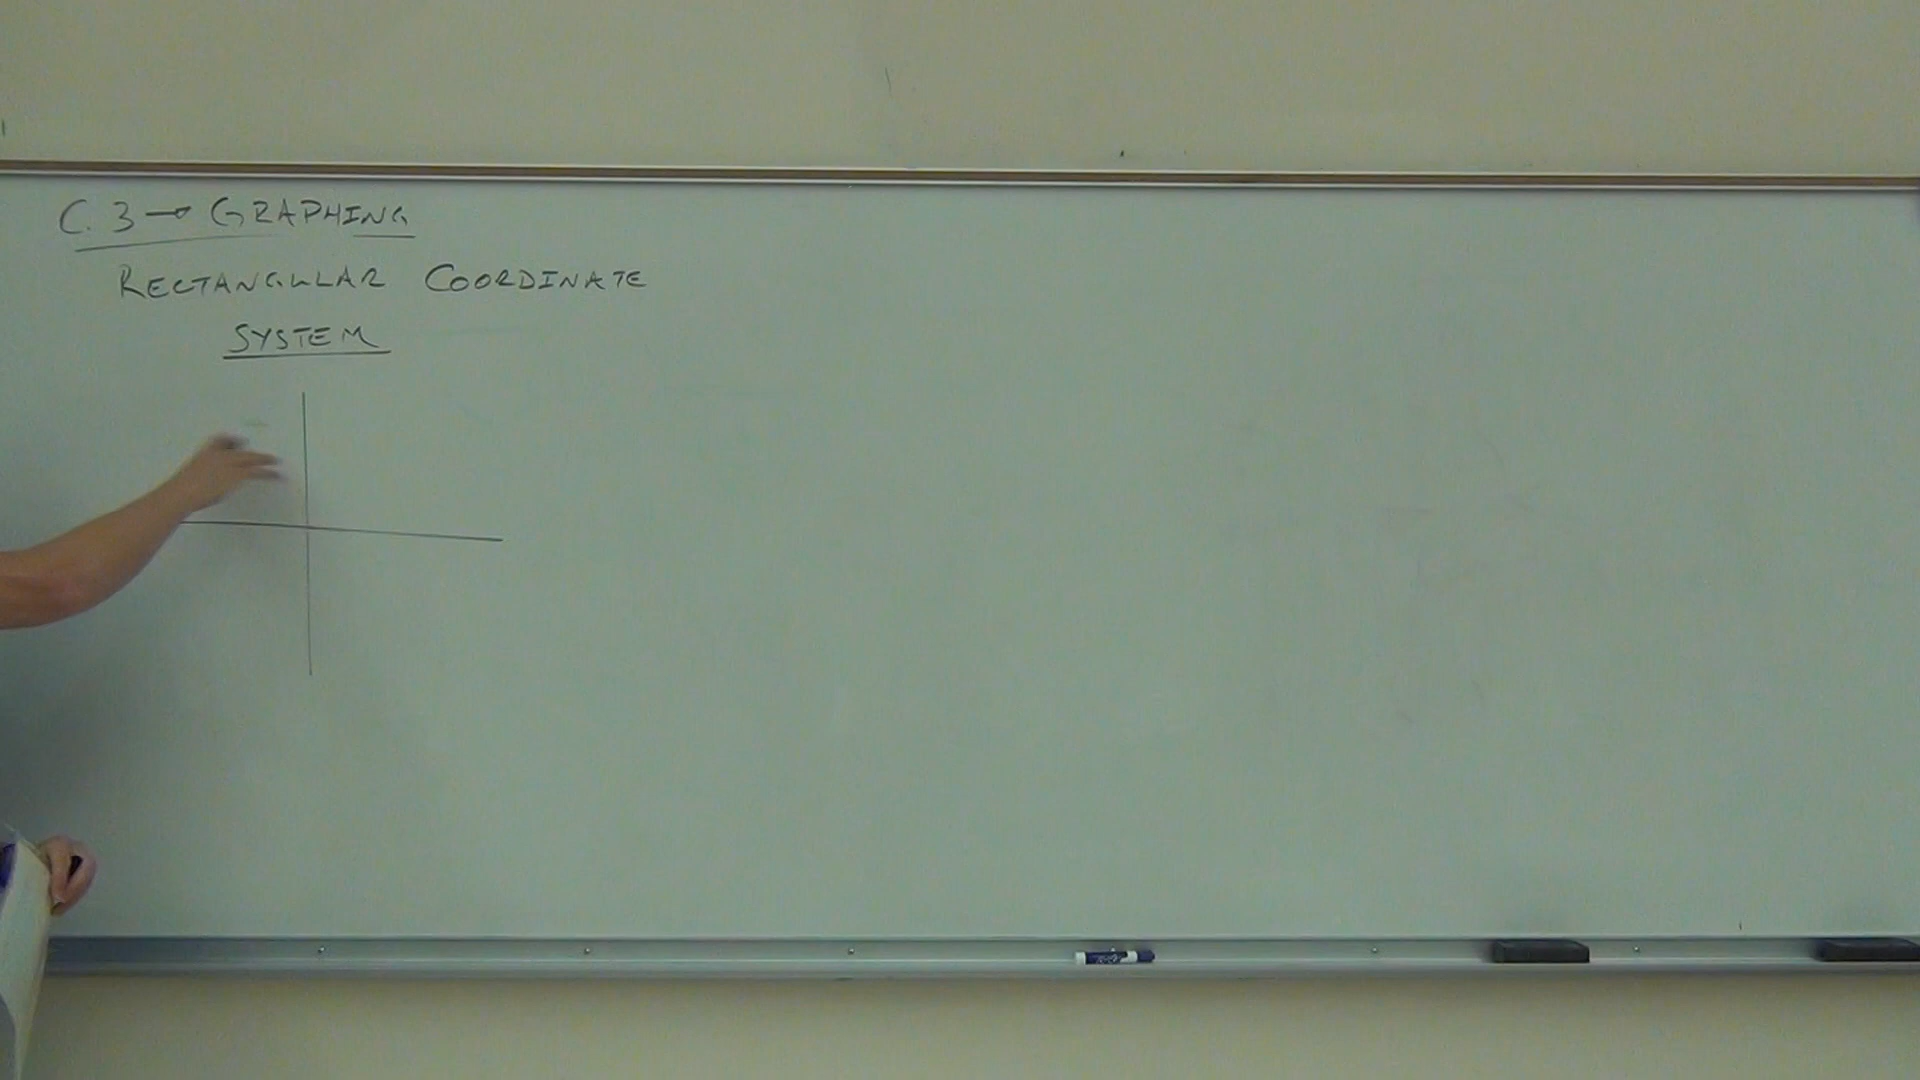 C.3 → GRAPHING
RECTANGULAR COORDINATE
SYSTEM